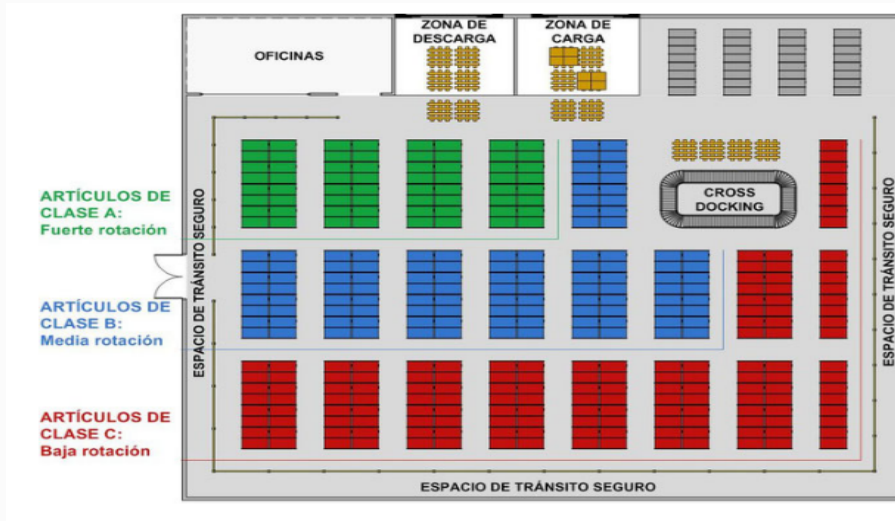 OFICINAS
ZONA DE
DESCARGA
ZONA DE
CARGA
ARTÍCULOS DE
CLASE A:
Fuerte rotación
CROSS
DOCKING
ESPACIO DE TRÁNSITO SEGURO
ESPACIO DE TRÁNSITO SEGURO
ARTÍCULOS DE
CLASE B:
Media rotación
ARTÍCULOS DE
CLASE C:
Baja rotación
ESPACIO DE TRÁNSITO SEGURO